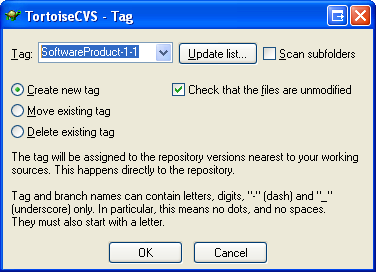 TortoiseCVS - Tag
Tag: SoftwareProduct-1-1 Update list... Scan subfolders
Create new tag Check that the files are unmodified
Move existing tag
Delete existing tag
The tag will be assigned to the repository versions nearest to your working
sources. This happens directly to the repository.
Tag and branch names can contain letters, digits, "-" (dash) and "_"
(underscore) only. In particular, this means no dots, and no spaces.
They must also start with a letter.
OK Cancel